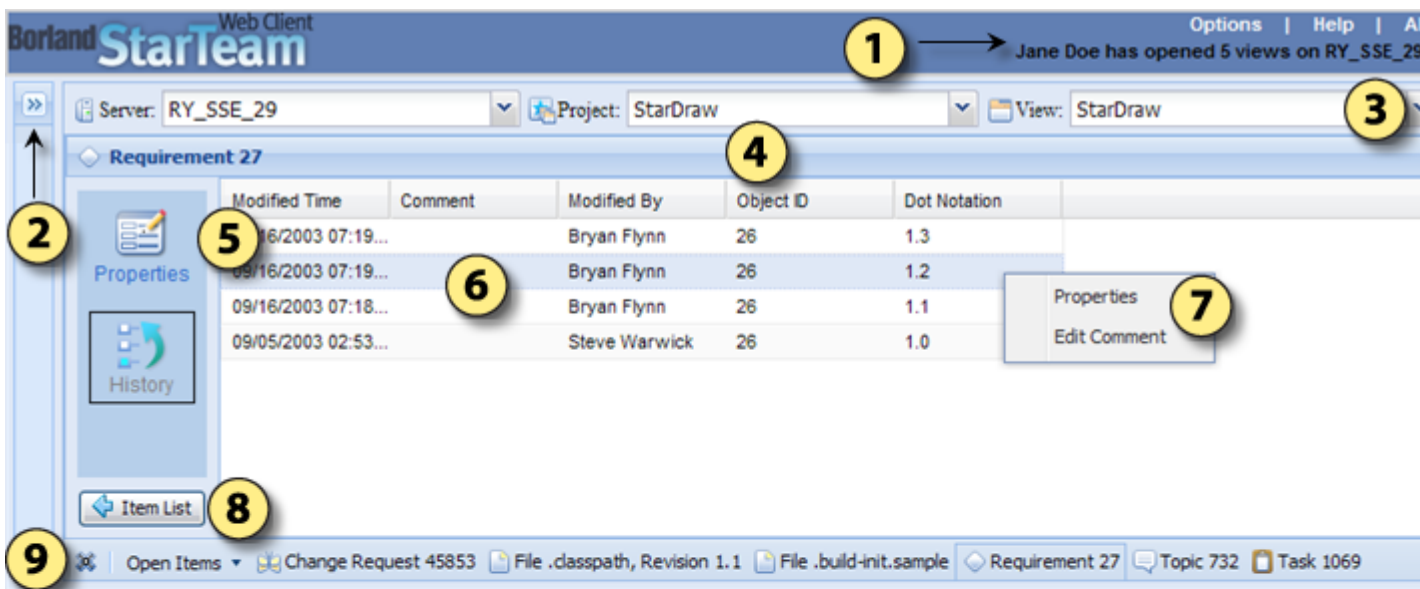 Borland StarTeam Web Client
Options | Help |
1
Jane Doe has opened 5 views on RY_SSE_29
Server: RY_SSE_29 Project: StarDraw View: StarDraw 3
Requirement 27 4
Modified Time Comment Modified By Object ID Dot Notation
2 Properties 5
16/2003 07:19... Bryan Flynn 26 1.3
09/16/2003 07:19... 6 Bryan Flynn 26 1.2
09/16/2003 07:18... Bryan Flynn 26 1.1
09/05/2003 02:53... Steve Warwick 26 1.0
Properties 7
Edit Comment
History
Item List 8
9 Open Items Change Request 45853 File .classpath, Revision 1.1 File .build-init.sample Requirement 27 Topic 732 Task 1069